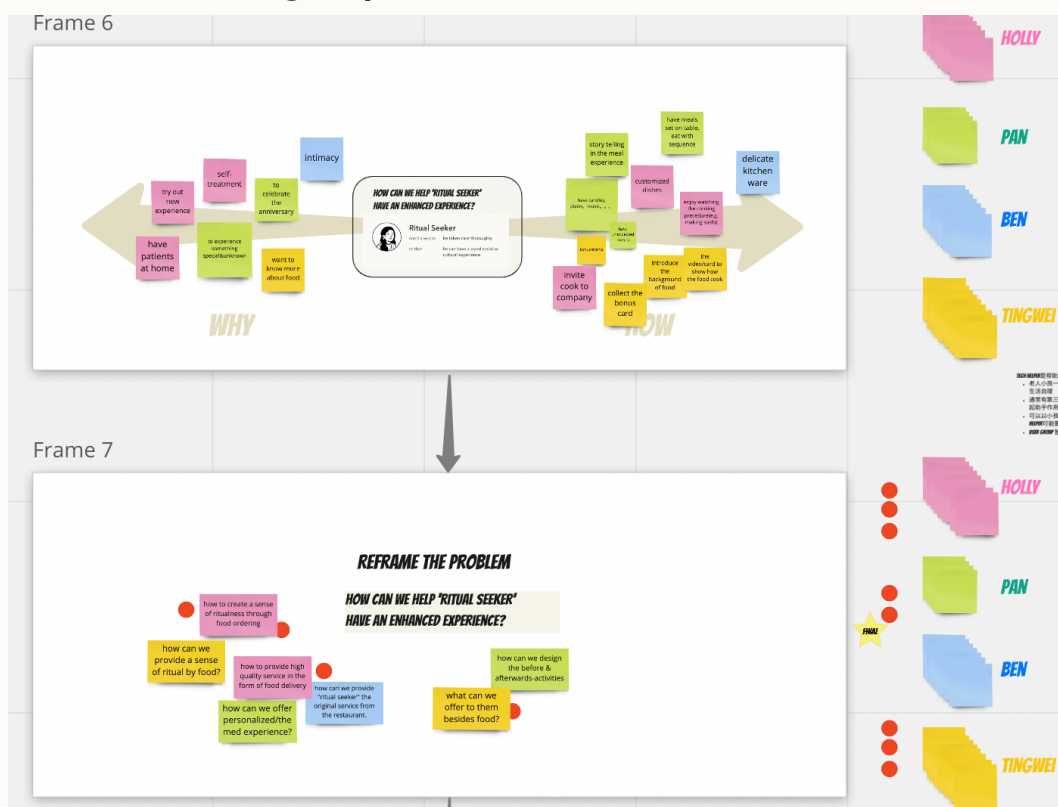 Frame 6
intimacy
self-
treatment
to
celebrate
the
anniversary
try out
new
experience
have
patients
at home
to experience
something
special&unknown
want to
know more
about food
WHY
HOW CAN WE HELP 'RITUAL SEEKER'
HAVE AN ENHANCED EXPERIENCE?
Ritual Seeker
have meals
set on table,
eat with
sequence
story telling
in the meal
experience
delicate
kitchen
ware
customized
dishes
enjoy watching
the cooking
making sushi)
have candles,
invite
cook to
company
collect the
bonus
card
introduce
the
background
of food
the
video/card to
show how
the food cook
HOW
HOLLY
PAN
BEN
TINGWEI
Frame 7
REFRAME THE PROBLEM
HOW CAN WE HELP 'RITUAL SEEKER'
HAVE AN ENHANCED EXPERIENCE?
how to create a sense
of ritualness through
food ordering
how can we
provide a sense
of ritual by food?
how to provide high
quality service in the
form of food delivery
how can we provide
"ritual seeker" the
original service from
the restaurant.
how can we offer
personalized/the
med experience?
how can we design
the before &
afterwards-activities
what can we
offer to them
besides food?
HOLLY
PAN
FINAL
BEN
TINGWEI